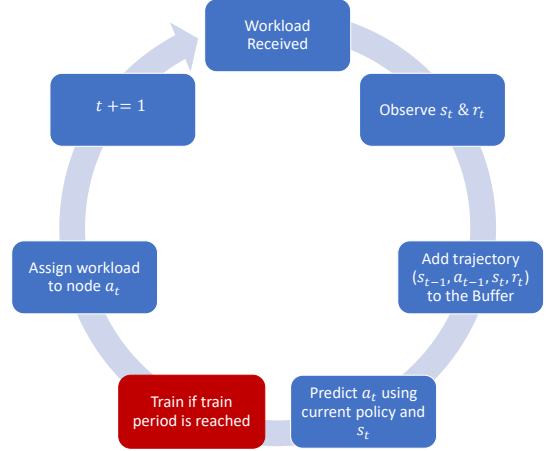 Workload
Received
Observe $s_t$ & $r_t$
Add trajectory
$(s_{t-1}, a_{t-1}, s_t, r_t)$
to the Buffer
Predict $a_t$ using
current policy and
$s_t$
Train if train
period is reached
Assign workload
to node $a_t$
$t$ += 1